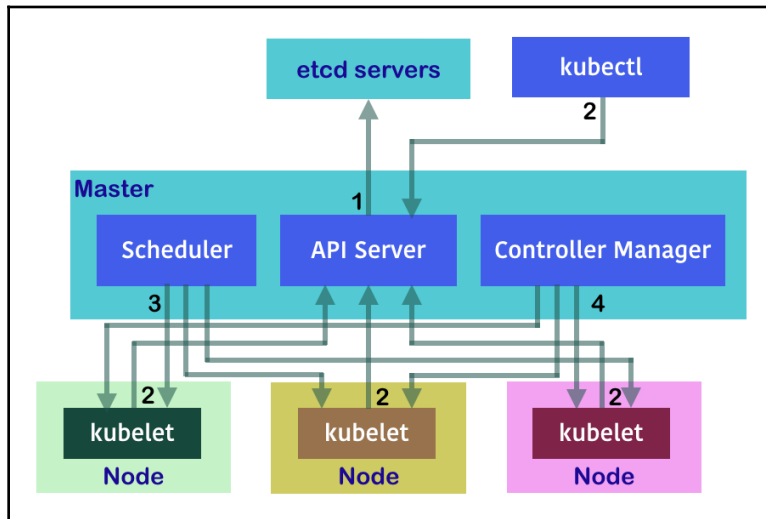 etcd servers
kubectl
2
Master
1
Scheduler
API Server
Controller Manager
3
4
2
2
2
kubelet
kubelet
kubelet
Node
Node
Node